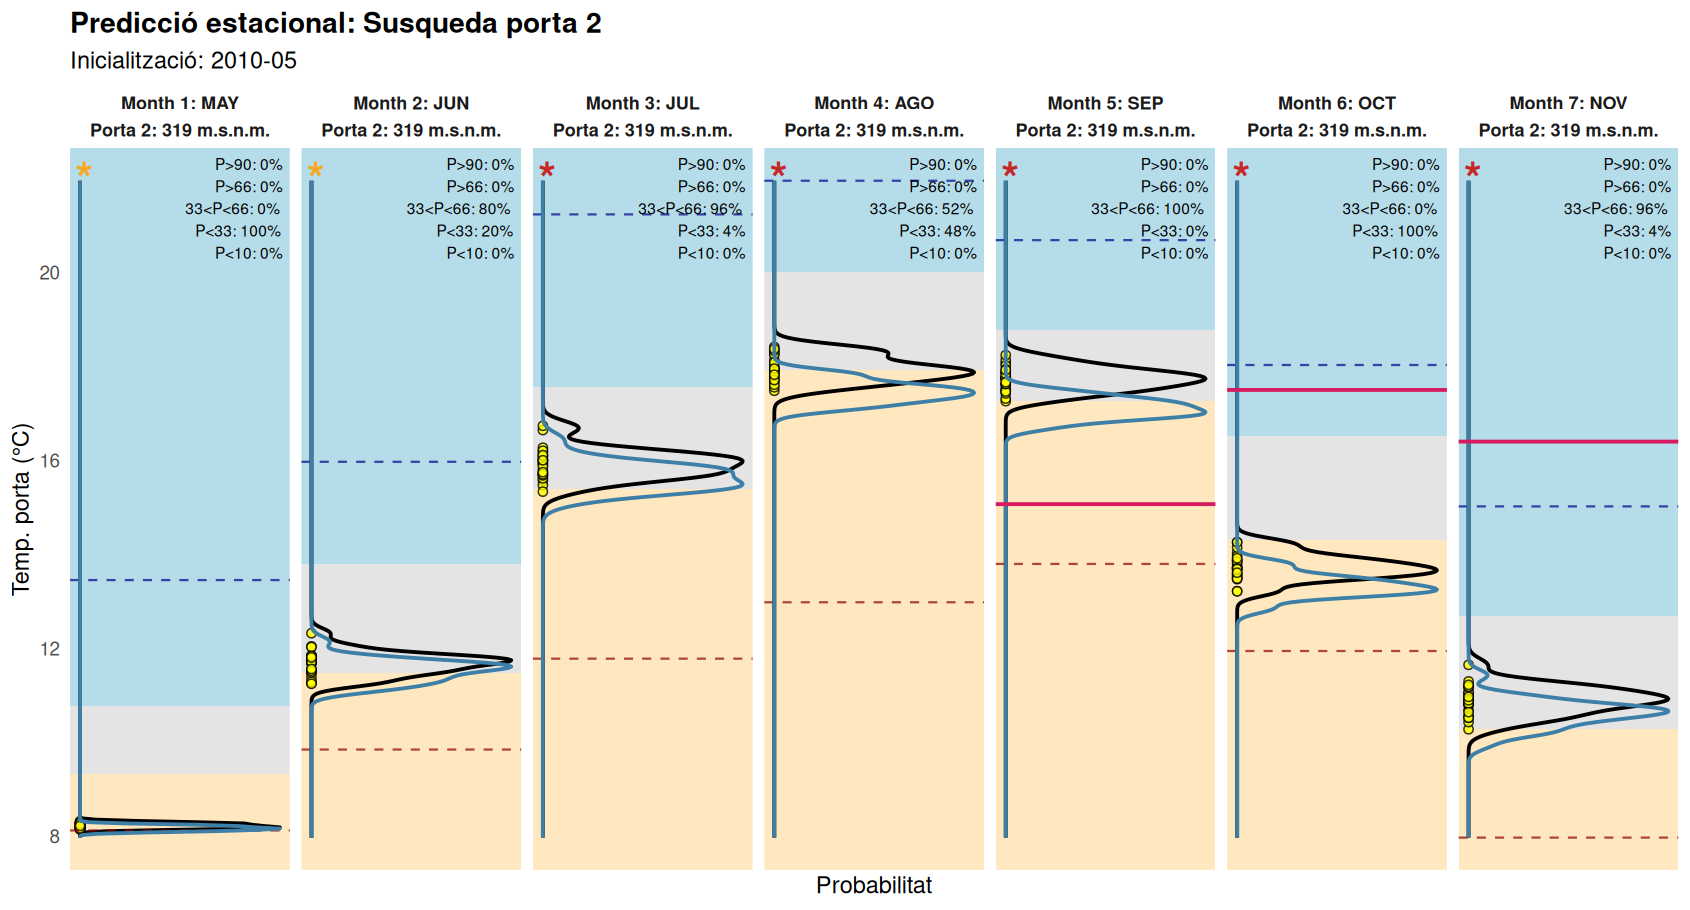 Predicció estacional: Susqueda porta 2
Inicialització: 2010-05
Month 1: MAY
Porta 2: 319 m.s.n.m.
Month 2: JUN
Porta 2: 319 m.s.n.m.
Month 3: JUL
Porta 2: 319 m.s.n.m.
Month 4: AGO
Porta 2: 319 m.s.n.m.
Month 5: SEP
Porta 2: 319 m.s.n.m.
Month 6: OCT
Porta 2: 319 m.s.n.m.
Month 7: NOV
Porta 2: 319 m.s.n.m.
*
P>90: 0%
P>66: 0%
33<P<66: 0%
P<33: 100%
P<10: 0%
*
P>90: 0%
P>66: 0%
33<P<66: 80%
P<33: 20%
P<10: 0%
*
P>90: 0%
P>66: 0%
33<P<66: 96%
P<33: 4%
P<10: 0%
*
P>90: 0%
P>66: 0%
33<P<66: 52%
P<33: 48%
P<10: 0%
*
P>90: 0%
P>66: 0%
33<P<66: 100%
P<33: 0%
P<10: 0%
*
P>90: 0%
P>66: 0%
33<P<66: 0%
P<33: 100%
P<10: 0%
*
P>90: 0%
P>66: 0%
33<P<66: 96%
P<33: 4%
P<10: 0%
20
16
12
8
Temp. porta (°C)
Probabilitat